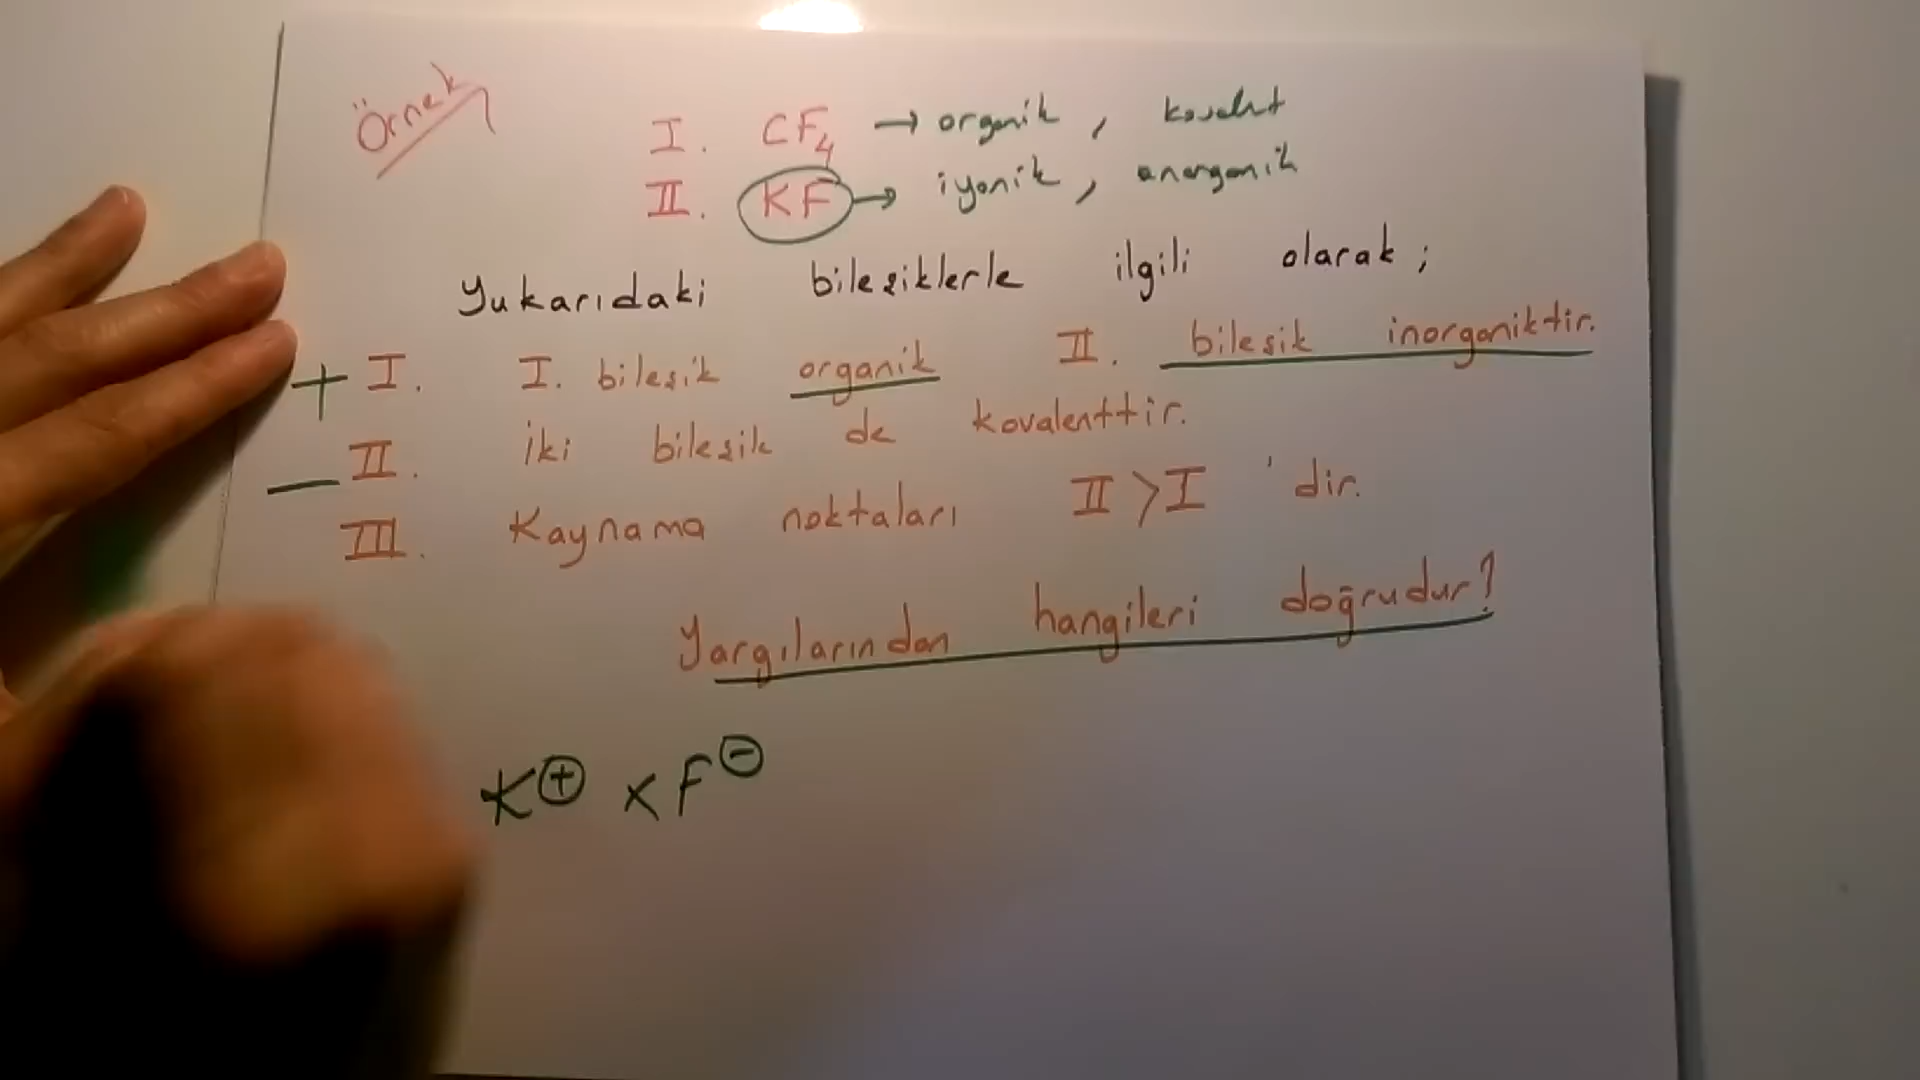 Örnek
I. CF₄ → organik, kovalent
II. KF → iyonik, anorganik
Yukarıdaki bileşiklerle ilgili olarak;
+ I. I. bileşik organik II. bileşik inorganiktir.
− II. İki bileşik de kovalenttir.
III. Kaynama noktaları II > I 'dir.
Yargılarından hangileri doğrudur?
K⊕ x F⊖